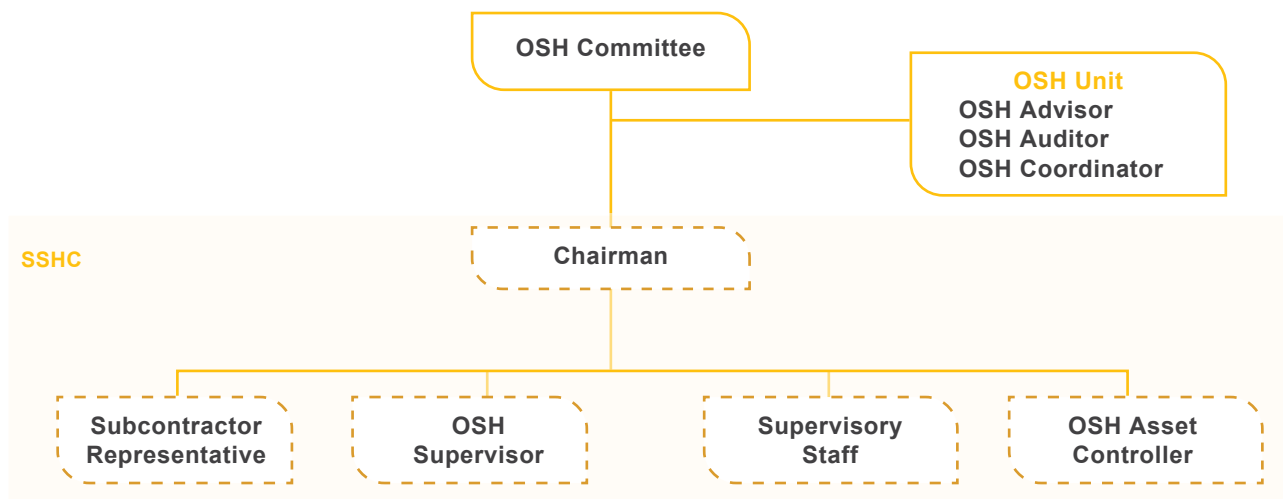 OSH Committee
OSH Unit
OSH Advisor
OSH Auditor
OSH Coordinator
SSHC
Chairman
Subcontractor
Representative
OSH
Supervisor
Supervisory
Staff
OSH Asset
Controller